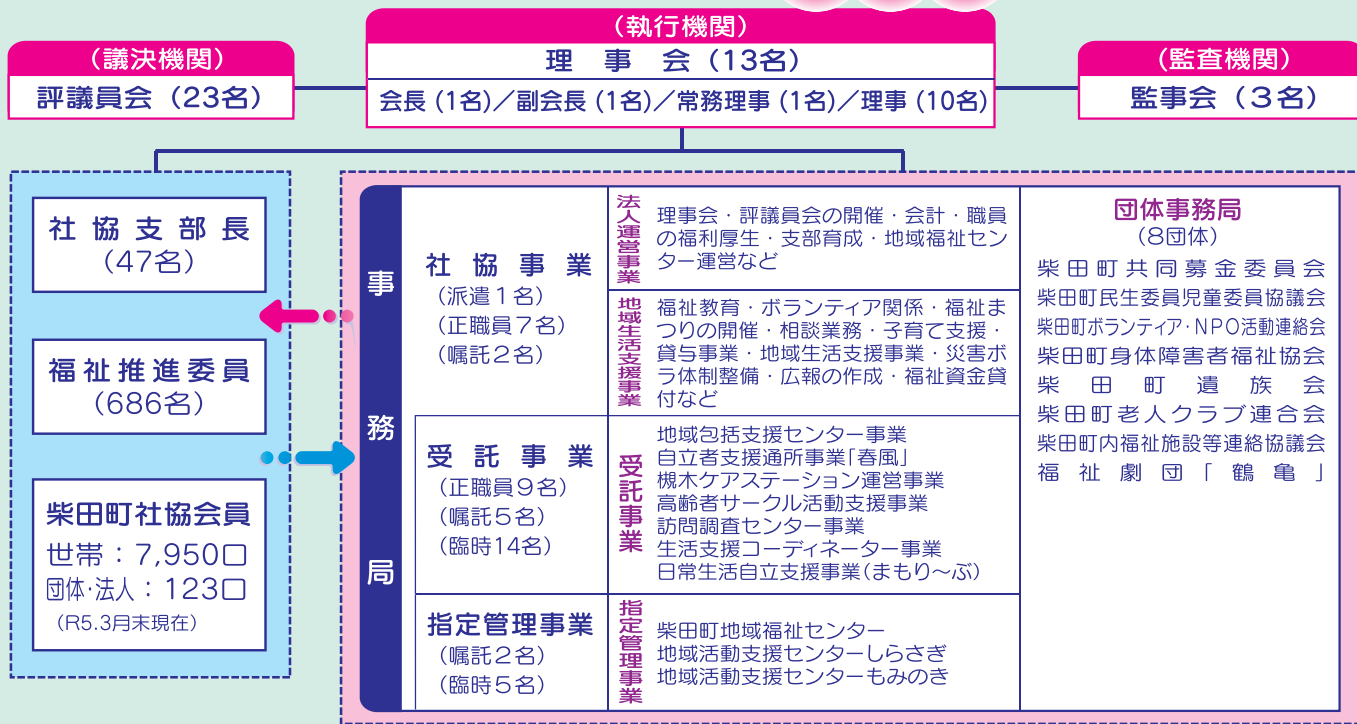 (議決機関)
評議員会(23名)
(執行機関)
理事会(13名)
会長(1名)/副会長(1名)/常務理事(1名)/理事(10名)
(監査機関)
監事会(3名)
社協支部長
(47名)
福祉推進委員
(686名)
柴田町社協会員
世帯:7,950口
団体・法人:123口
(R5.3月末現在)
事務局
社協事業
(派遣1名)
(正職員7名)
(嘱託2名)
法人運営事業
理事会・評議員会の開催・会計・職員
の福利厚生・支部育成・地域福祉セン
ター運営など
地域生活支援事業
福祉教育・ボランティア関係・福祉ま
つりの開催・相談業務・子育て支援・
貸与事業・地域生活支援事業・災害ボ
ラ体制整備・広報の作成・福祉資金貸
付など
受託事業
(正職員9名)
(嘱託5名)
(臨時14名)
受託事業
地域包括支援センター事業
自立者支援通所事業「春風」
槻木ケアステーション運営事業
高齢者サークル活動支援事業
訪問調査センター事業
生活支援コーディネーター事業
日常生活自立支援事業(まもり~ぶ)
指定管理事業
(嘱託2名)
(臨時5名)
指定管理事業
柴田町地域福祉センター
地域活動支援センターしらさぎ
地域活動支援センターもみのき
団体事務局
(8団体)
柴田町共同募金委員会
柴田町民生委員児童委員協議会
柴田町ボランティア・NPO活動連絡会
柴田町身体障害者福祉協会
柴田町遺族会
柴田町老人クラブ連合会
柴田町内福祉施設等連絡協議会
福祉劇団「鶴亀」